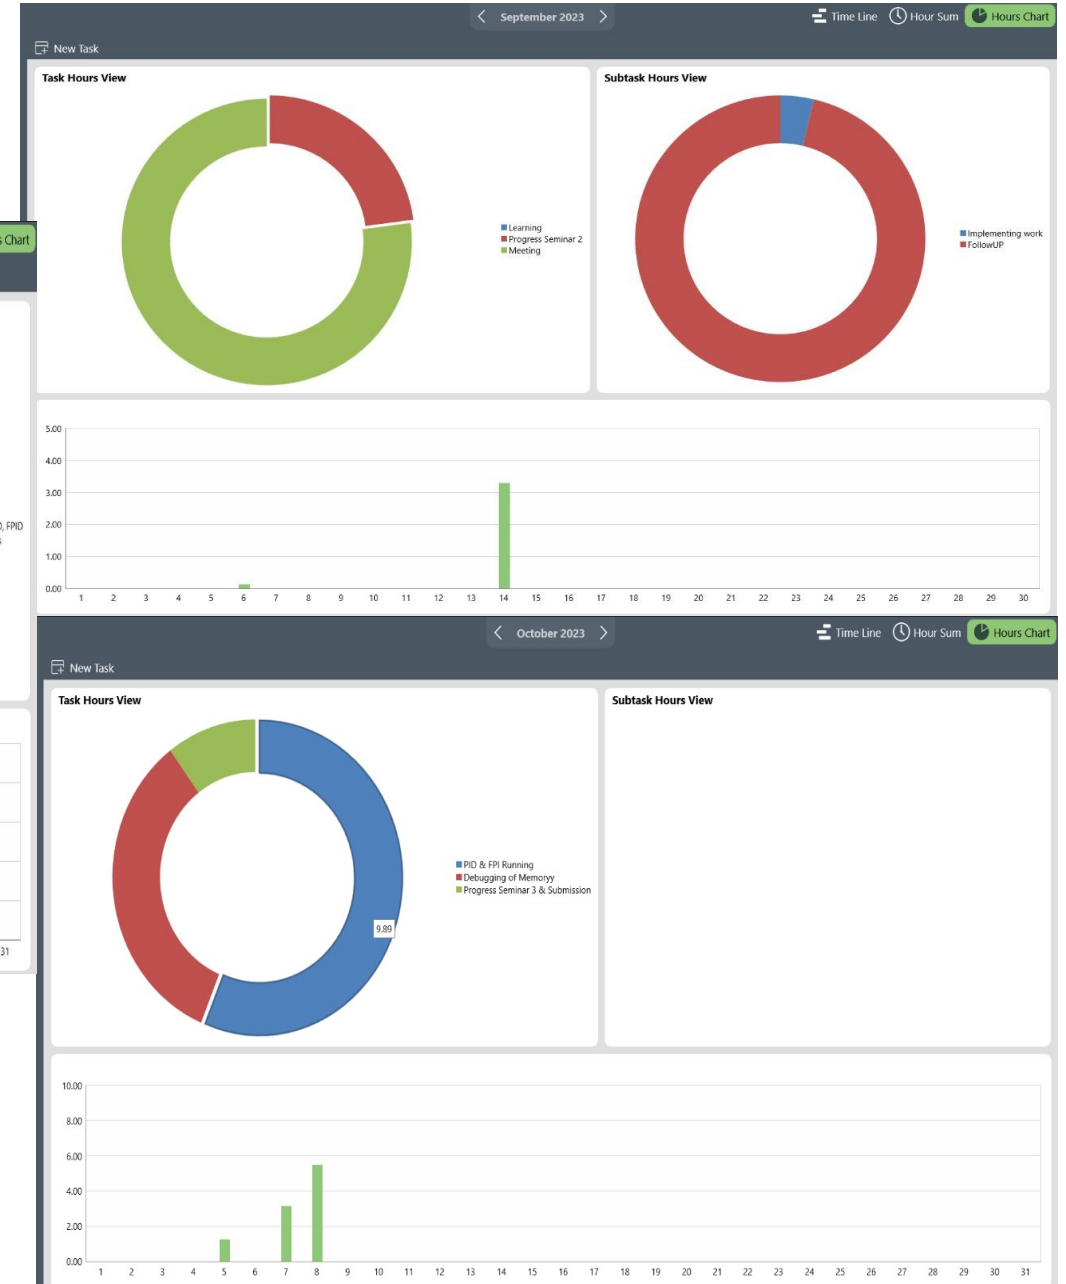 September 2023
Time Line
Hour Sum
Hours Chart
New Task
Task Hours View
Learning
Progress Seminar 2
Meeting
Subtask Hours View
Implementing work
FollowUP
5.00
4.00
3.00
2.00
1.00
0.00
1 2 3 4 5 6 7 8 9 10 11 12 13 14 15 16 17 18 19 20 21 22 23 24 25 26 27 28 29 30
s Chart
, FPID
31
October 2023
Time Line
Hour Sum
Hours Chart
New Task
Task Hours View
9.89
PID & FPI Running
Debugging of Memoryy
Progress Seminar 3 & Submission
Subtask Hours View
10.00
8.00
6.00
4.00
2.00
0.00
1 2 3 4 5 6 7 8 9 10 11 12 13 14 15 16 17 18 19 20 21 22 23 24 25 26 27 28 29 30 31